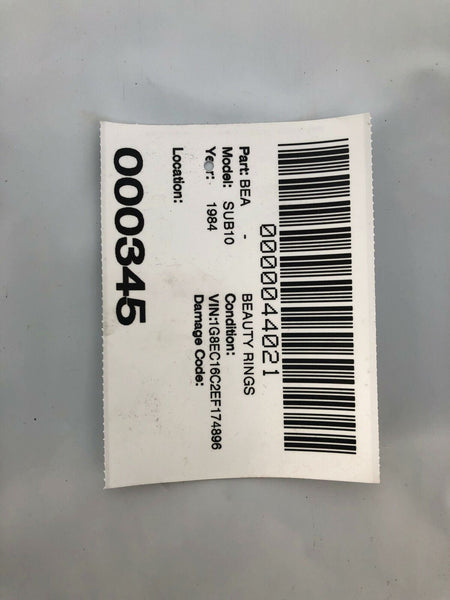 0000044021
Part: BEA - BEAUTY RINGS
Model: SUB10 Condition:
Year: 1984 VIN:1G8EC16C2EF174896
Damage Code:
Location:
000345